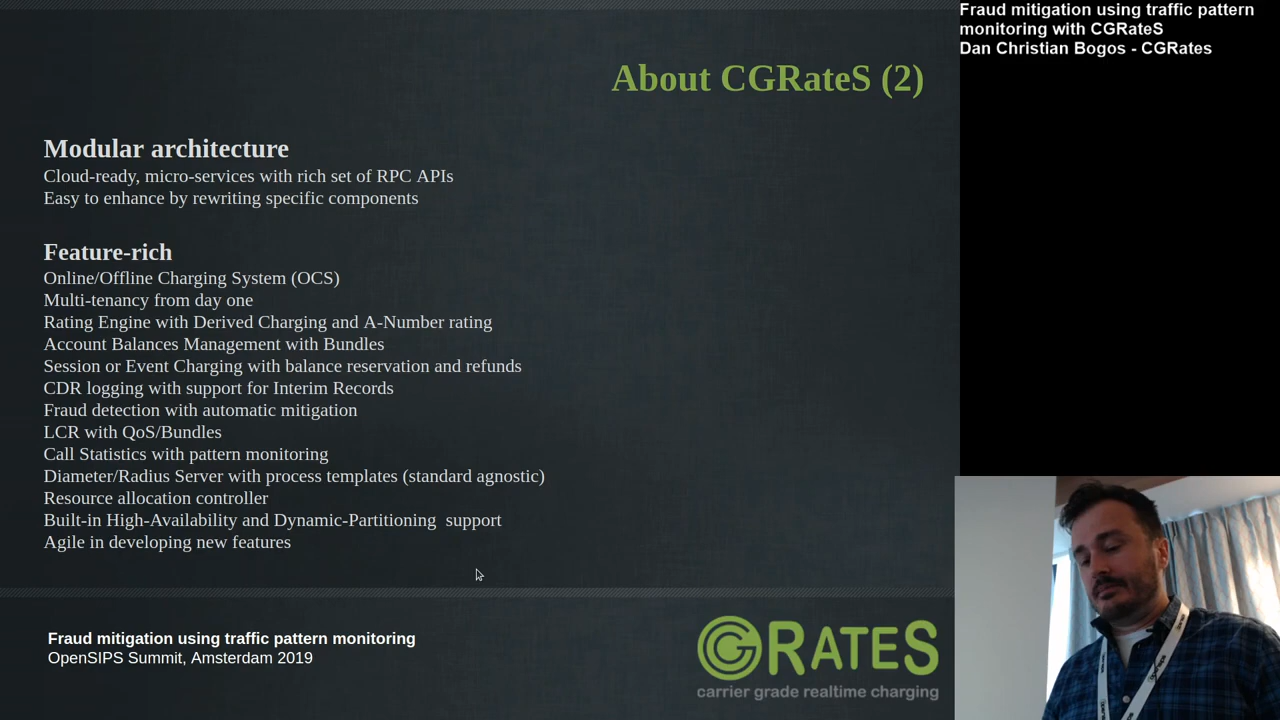 Fraud mitigation using traffic pattern
monitoring with CGRateS
Dan Christian Bogos - CGRates
About CGRateS (2)
Modular architecture
Cloud-ready, micro-services with rich set of RPC APIs
Easy to enhance by rewriting specific components
Feature-rich
Online/Offline Charging System (OCS)
Multi-tenancy from day one
Rating Engine with Derived Charging and A-Number rating
Account Balances Management with Bundles
Session or Event Charging with balance reservation and refunds
CDR logging with support for Interim Records
Fraud detection with automatic mitigation
LCR with QoS/Bundles
Call Statistics with pattern monitoring
Diameter/Radius Server with process templates (standard agnostic)
Resource allocation controller
Built-in High-Availability and Dynamic-Partitioning  support
Agile in developing new features
Fraud mitigation using traffic pattern monitoring
OpenSIPS Summit, Amsterdam 2019
CGRATES
carrier grade realtime charging